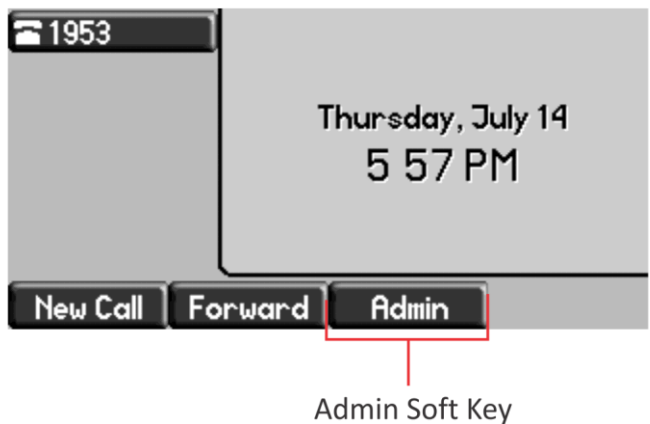 1953
Thursday, July 14
5 57 PM
New Call
Forward
Admin
Admin Soft Key